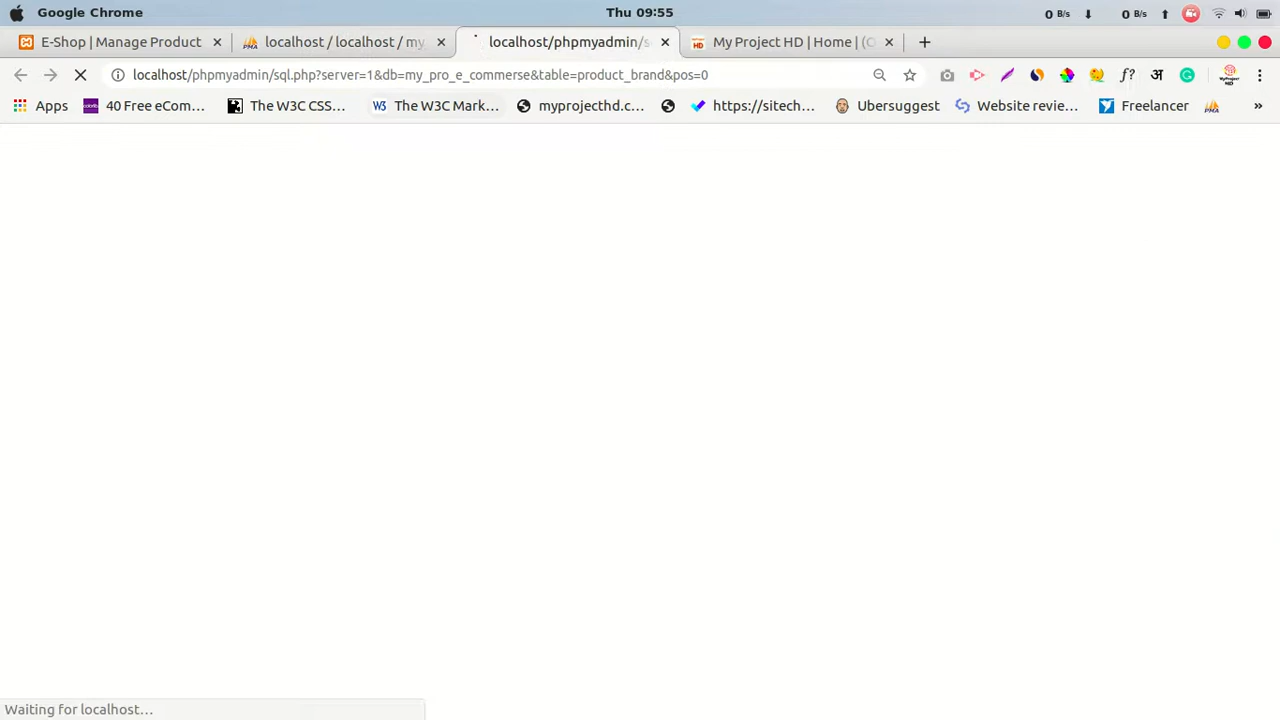 Google Chrome
Thu 09:55
0 B/s
0 B/s
E-Shop | Manage Product
localhost / localhost / my
localhost/phpmyadmin/s
My Project HD | Home | (O
localhost/phpmyadmin/sql.php?server=1&db=my_pro_e_commerse&table=product_brand&pos=0
Apps
40 Free eCom...
The W3C CSS...
The W3C Mark...
myprojecthd.c...
https://sitech...
Ubersuggest
Website revie...
Freelancer
Waiting for localhost...